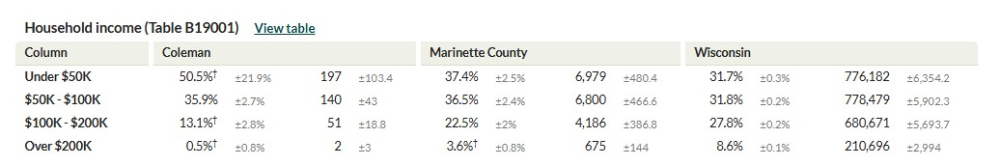 Household income (Table B19001) View table
Column Coleman Marinette County Wisconsin
Under $50K 50.5%† ±21.9% 197 ±103.4 37.4% ±2.5% 6,979 ±480.4 31.7% ±0.3% 776,182 ±6,354.2
$50K - $100K 35.9% ±2.7% 140 ±43 36.5% ±2.4% 6,800 ±466.6 31.8% ±0.2% 778,479 ±5,902.3
$100K - $200K 13.1%† ±2.8% 51 ±18.8 22.5% ±2% 4,186 ±386.8 27.8% ±0.2% 680,671 ±5,693.7
Over $200K 0.5%† ±0.8% 2 ±3 3.6%† ±0.8% 675 ±144 8.6% ±0.1% 210,696 ±2,994